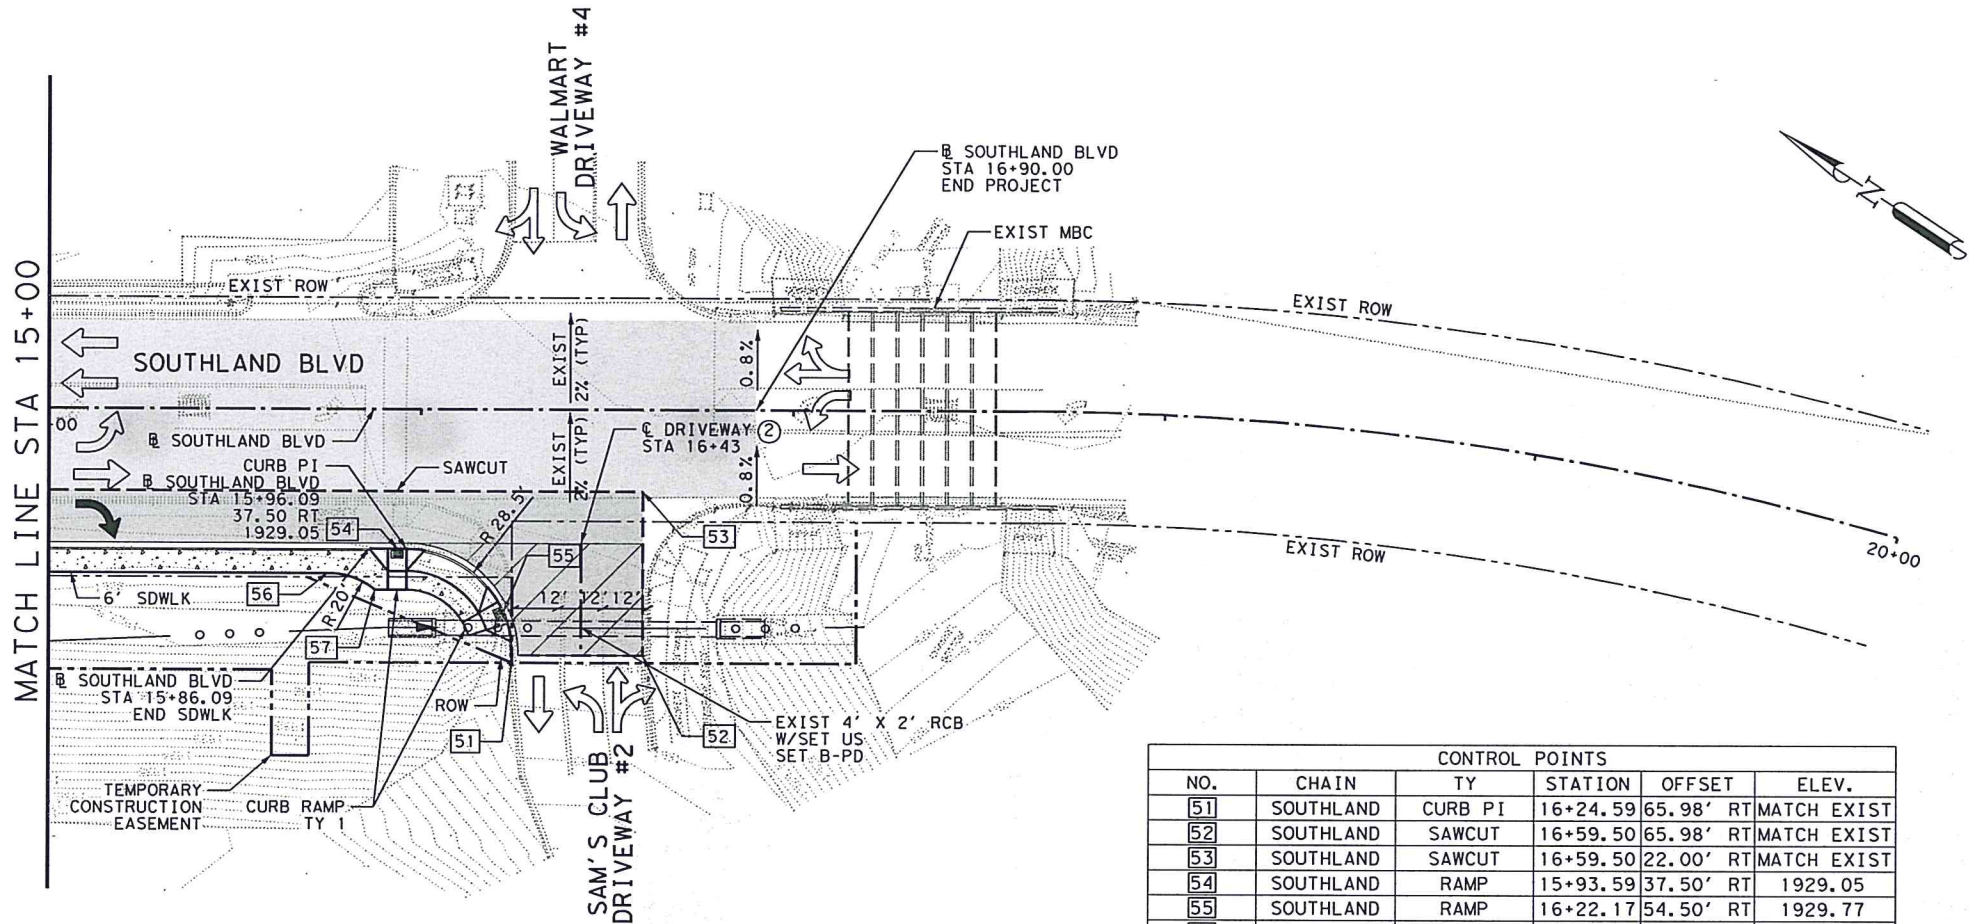 WALMART
DRIVEWAY #4
MATCH LINE STA 15+00
SOUTHLAND BLVD
STA 16+90.00
END PROJECT
N
EXIST MBC
EXIST ROW
EXIST ROW
SOUTHLAND BLVD
EXIST
2% (TYP)
0.8%
00
SOUTHLAND BLVD
EXIST
2% (TYP)
0.8%
℄ DRIVEWAY ②
STA 16+43
CURB PI
SOUTHLAND BLVD
STA 15+96.09
37.50 RT
1929.05
SAWCUT
54
R 28.5'
53
55
EXIST ROW
20+00
6' SDWLK
56
R 20'
57
12' 12' 12'
SOUTHLAND BLVD
STA 15+86.09
END SDWLK
ROW
51
52
EXIST 4' X 2' RCB
W/SET US
SET B-PD
TEMPORARY
CONSTRUCTION
EASEMENT
CURB RAMP
TY 1
SAM'S CLUB
DRIVEWAY #2
CONTROL POINTS
NO. CHAIN TY STATION OFFSET ELEV.
51 SOUTHLAND CURB PI 16+24.59 65.98' RT MATCH EXIST
52 SOUTHLAND SAWCUT 16+59.50 65.98' RT MATCH EXIST
53 SOUTHLAND SAWCUT 16+59.50 22.00' RT MATCH EXIST
54 SOUTHLAND RAMP 15+93.59 37.50' RT 1929.05
55 SOUTHLAND RAMP 16+22.17 54.50' RT 1929.77